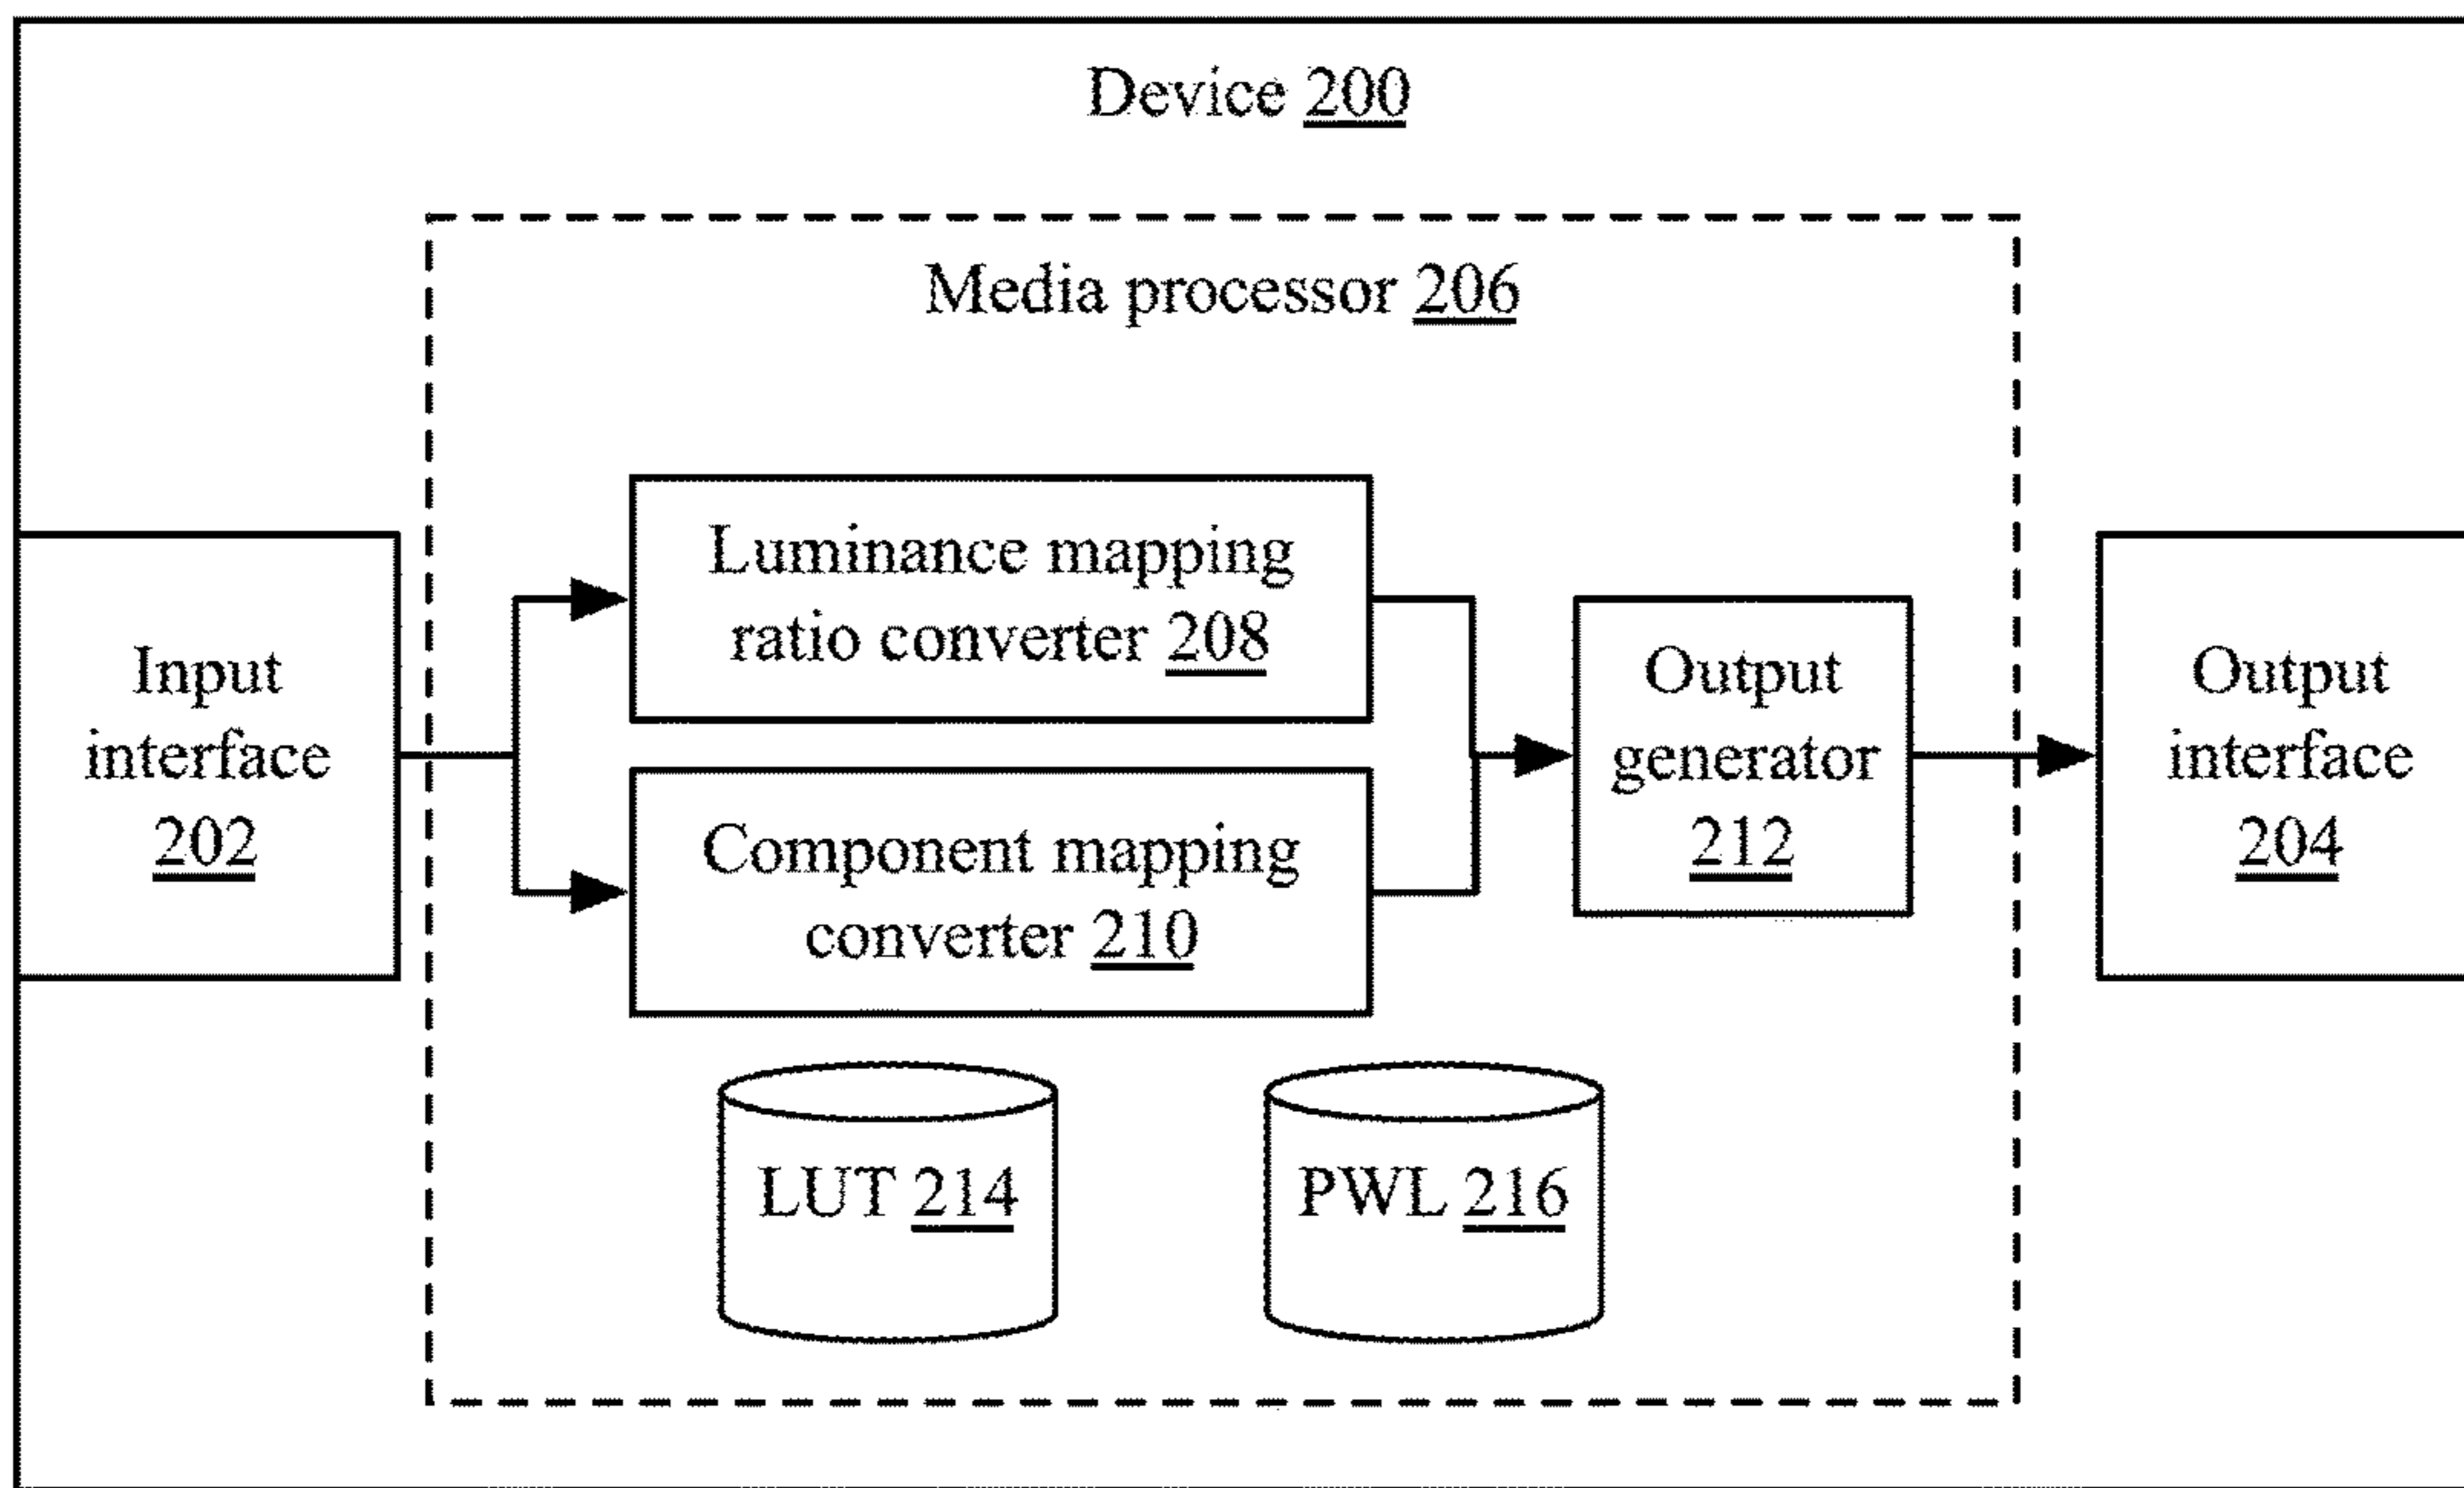 Device 200
Media processor 206
Input
interface
202
Luminance mapping
ratio converter 208
Component mapping
converter 210
Output
generator
212
Output
interface
204
LUT 214
PWL 216